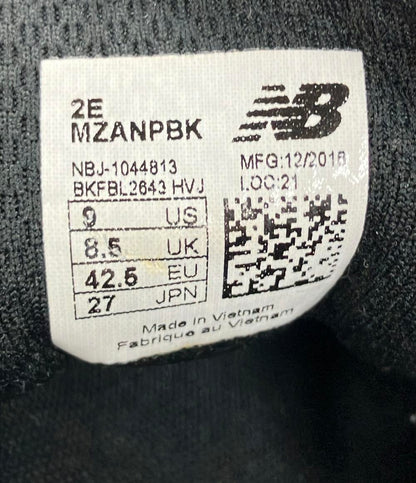 2E
MZANPBK
NB
NBJ-1044813
MFG:12/2018
BKFBL2643 HVJ
LOC:21
9 US
8.5 UK
42.5 EU
27 JPN
Made in Vietnam
Fabrique au Vietnam